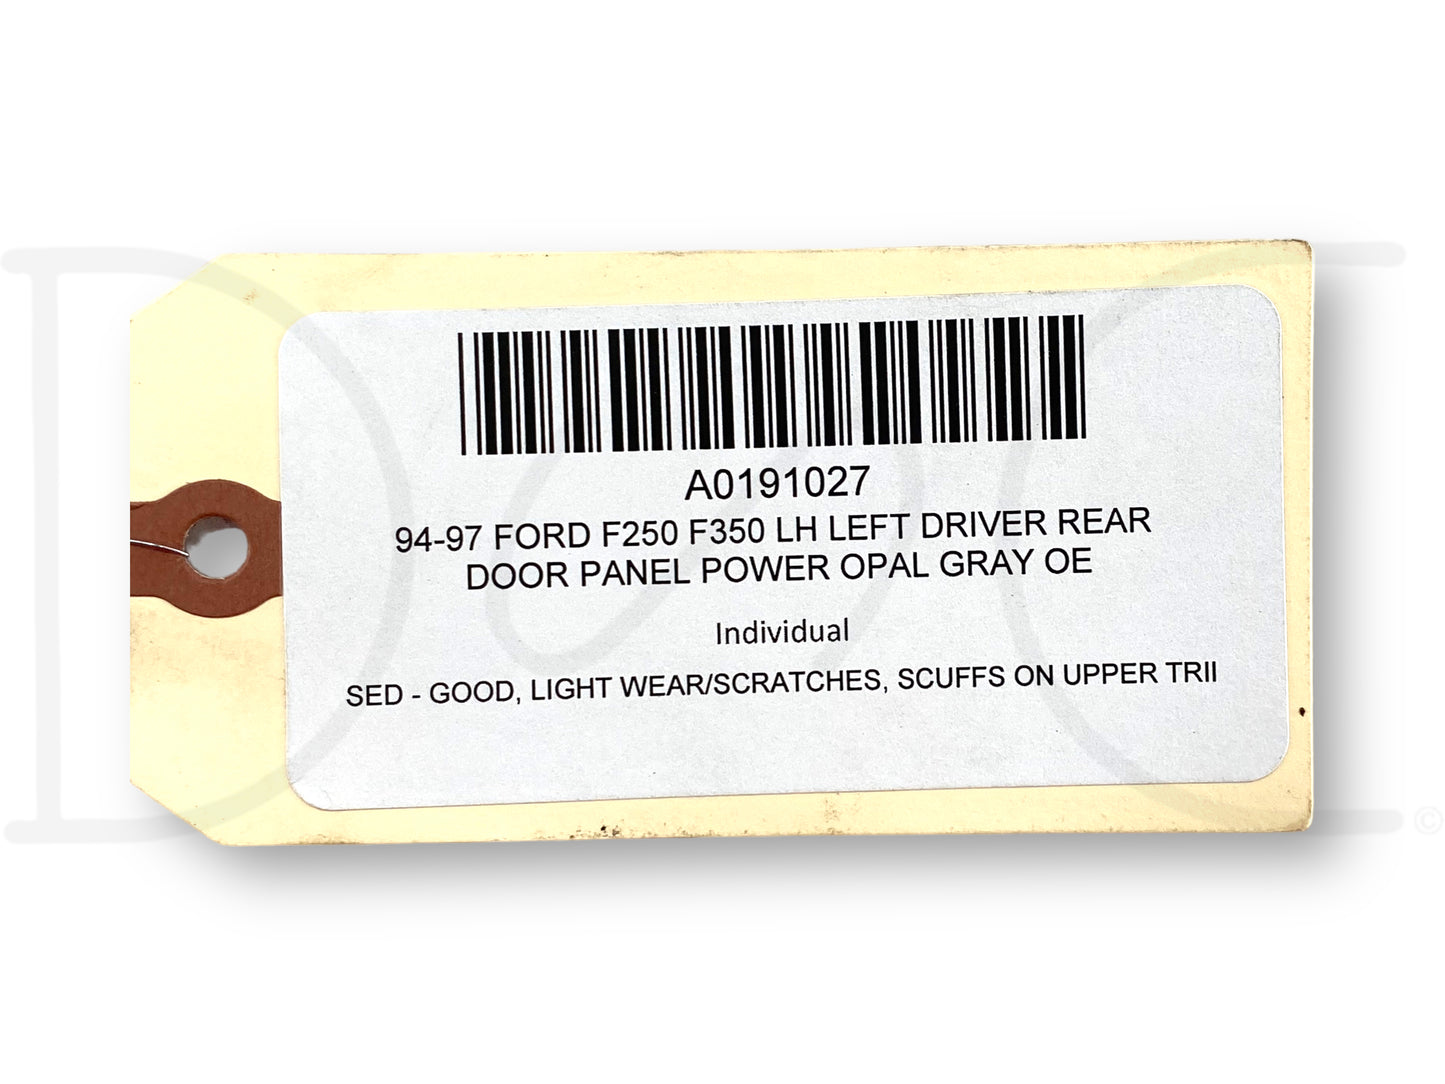 A0191027
94-97 FORD F250 F350 LH LEFT DRIVER REAR
DOOR PANEL POWER OPAL GRAY OE
Individual
SED - GOOD, LIGHT WEAR/SCRATCHES, SCUFFS ON UPPER TRII
©